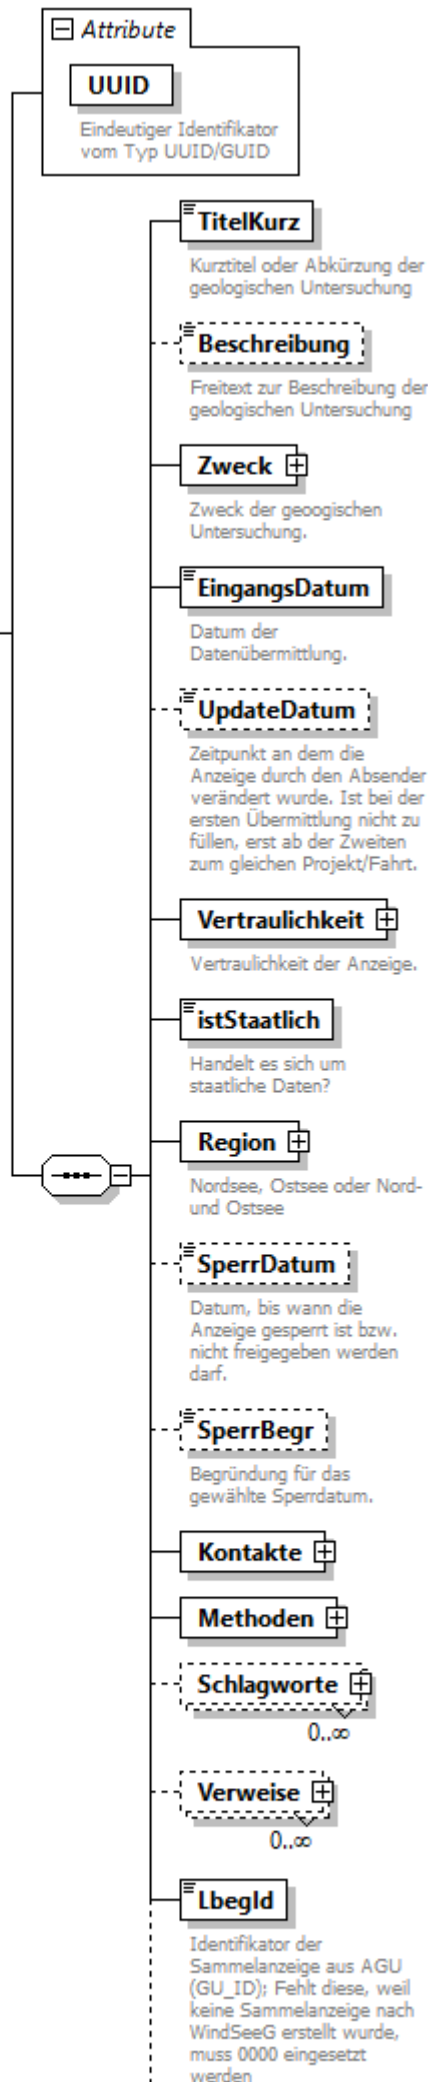 Attribute
UUID
Eindeutiger Identifikator
vom Typ UUID/GUID
TitelKurz
Kurztitel oder Abkürzung der
geologischen Untersuchung
Beschreibung
Freitext zur Beschreibung der
geologischen Untersuchung
Zweck
Zweck der geoogischen
Untersuchung.
EingangsDatum
Datum der
Datenübermittlung.
UpdateDatum
Zeitpunkt an dem die
Anzeige durch den Absender
verändert wurde. Ist bei der
ersten Übermittlung nicht zu
füllen, erst ab der Zweiten
zum gleichen Projekt/Fahrt.
Vertraulichkeit
Vertraulichkeit der Anzeige.
istStaatlich
Handelt es sich um
staatliche Daten?
Region
Nordsee, Ostsee oder Nord-
und Ostsee
SperrDatum
Datum, bis wann die
Anzeige gesperrt ist bzw.
nicht freigegeben werden
darf.
SperrBegr
Begründung für das
gewählte Sperrdatum.
Kontakte
Methoden
Schlagworte
0..∞
Verweise
0..∞
LbegId
Identifikator der
Sammelanzeige aus AGU
(GU_ID); Fehlt diese, weil
keine Sammelanzeige nach
WindSeeG erstellt wurde,
muss 0000 eingesetzt
werden